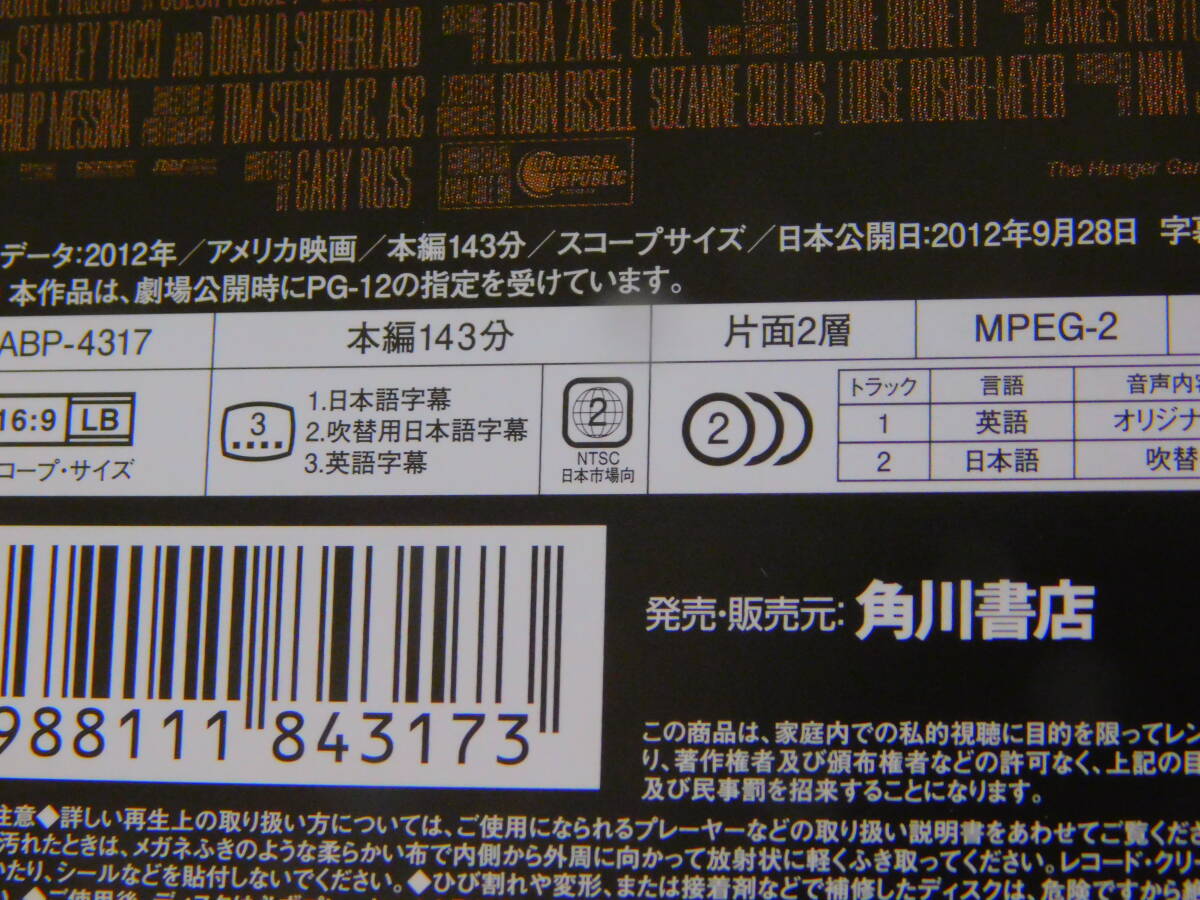 STANLEY TUCCI AND DONALD SUTHERLAND DEBRA ZANE, C.S.A.
PHILIP MESSINA TOM STERN, AFC, ASC ROBIN BISSELL SUZANNE COLLINS LOUISE ROSNER-MEYER NINA
GARY ROSS
UNIVERSAL REPUBLIC
The Hunger
データ:2012年/アメリカ映画/本編143分/スコープサイズ/日本公開日:2012年9月28日
本作品は、劇場公開時にPG-12の指定を受けています。
ABP-4317 本編143分 片面2層 MPEG-2
16:9 LB
コープ・サイズ
3
1.日本語字幕
2.吹替用日本語字幕
3.英語字幕
2
NTSC
日本市場向
2
トラック 言語 音声内容
1 英語 オリジナ
2 日本語 吹替
988111 843173
発売・販売元: 角川書店
この商品は、家庭内での私的視聴に目的を限ってレン
り、著作権者及び頒布権者などの許可なく、上記の目
及び民事罰を招来することになります。
注意◆詳しい再生上の取り扱い方については、ご使用になられるプレーヤーなどの取り扱い説明書をあわせてご覧くだ
汚れたときは、メガネふきのような柔らかい布で内側から外周に向かって放射状に軽くふき取ってください。レコード・クリ
たり、シールなどを貼付しないでください。◆ひび割れや変形、または接着剤などで補修したディスクは、危険ですから